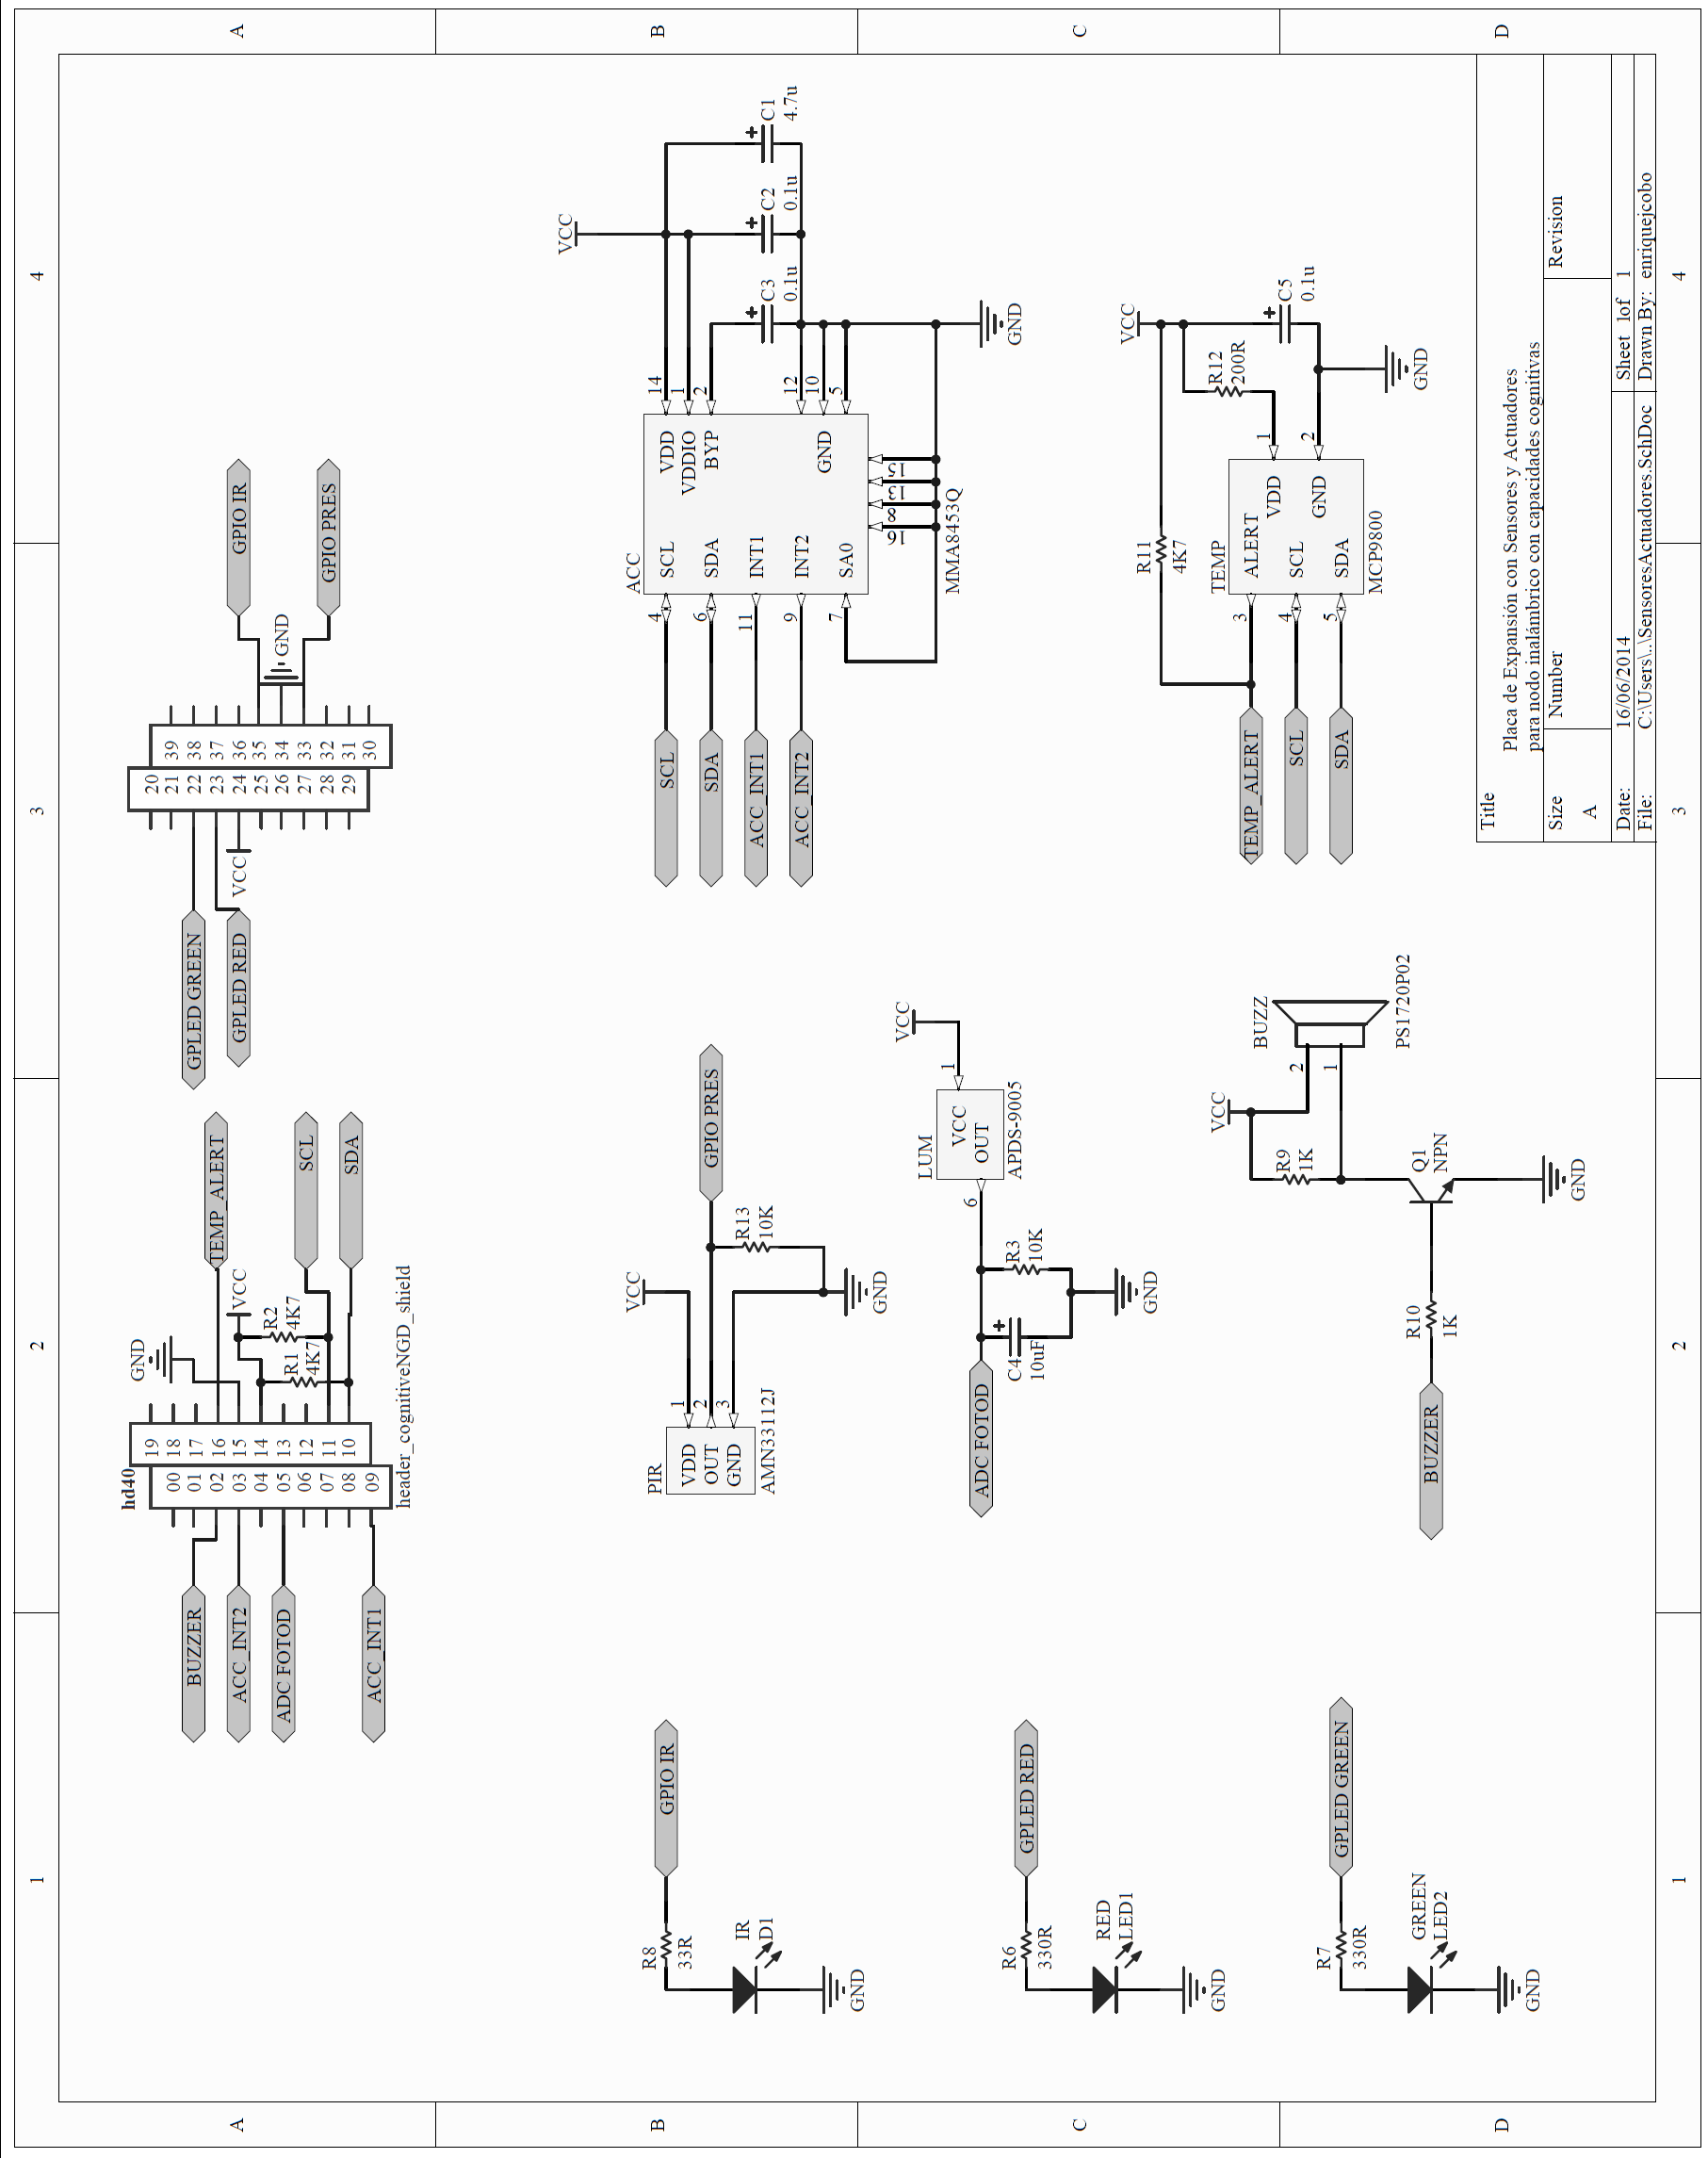 1
2
3
4
A
A
B
B
C
C
D
D
1
2
3
4
BUZZER
ACC_INT2
ADC FOTOD
ACC_INT1
hd40
00
01
02
03
04
05
06
07
08
09
19
18
17
16
15
14
13
12
11
10
header_cognitiveNGD_shield
GND
VCC
R1
4K7
R2
4K7
TEMP_ALERT
SCL
SDA
GPLED GREEN
GPLED RED
VCC
20
21
22
23
24
25
26
27
28
29
39
38
37
36
35
34
33
32
31
30
GND
GPIO IR
GPIO PRES
R8
33R
GPIO IR
IR
D1
GND
PIR
VDD
OUT
GND
1
2
3
AMN33112J
VCC
GPIO PRES
R13
10K
GND
SCL
SDA
ACC_INT1
ACC_INT2
4
6
11
9
7
ACC
SCL
SDA
INT1
INT2
SA0
VDD
VDDIO
BYP
GND
14
1
2
12
10
5
16
8
13
15
MMA8453Q
VCC
C3
0.1u
C2
0.1u
C1
4.7u
GND
R6
330R
GPLED RED
RED
LED1
GND
ADC FOTOD
C4
10uF
R3
10K
GND
6
LUM
VCC
OUT
APDS-9005
1
VCC
R7
330R
GPLED GREEN
GREEN
LED2
GND
BUZZER
R10
1K
Q1
NPN
GND
R9
1K
VCC
2
1
BUZZ
PS1720P02
TEMP_ALERT
SCL
SDA
R11
4K7
3
4
5
TEMP
ALERT
SCL
SDA
VDD
GND
MCP9800
1
2
R12
200R
VCC
C5
0.1u
GND
Title
Placa de Expansión con Sensores y Actuadores
para nodo inalámbrico con capacidades cognitivas
Size
Number
Revision
A
Date: 16/06/2014 Sheet 1of 1
File: C:\Users\..\SensoresActuadores.SchDoc Drawn By: enriquejcobo